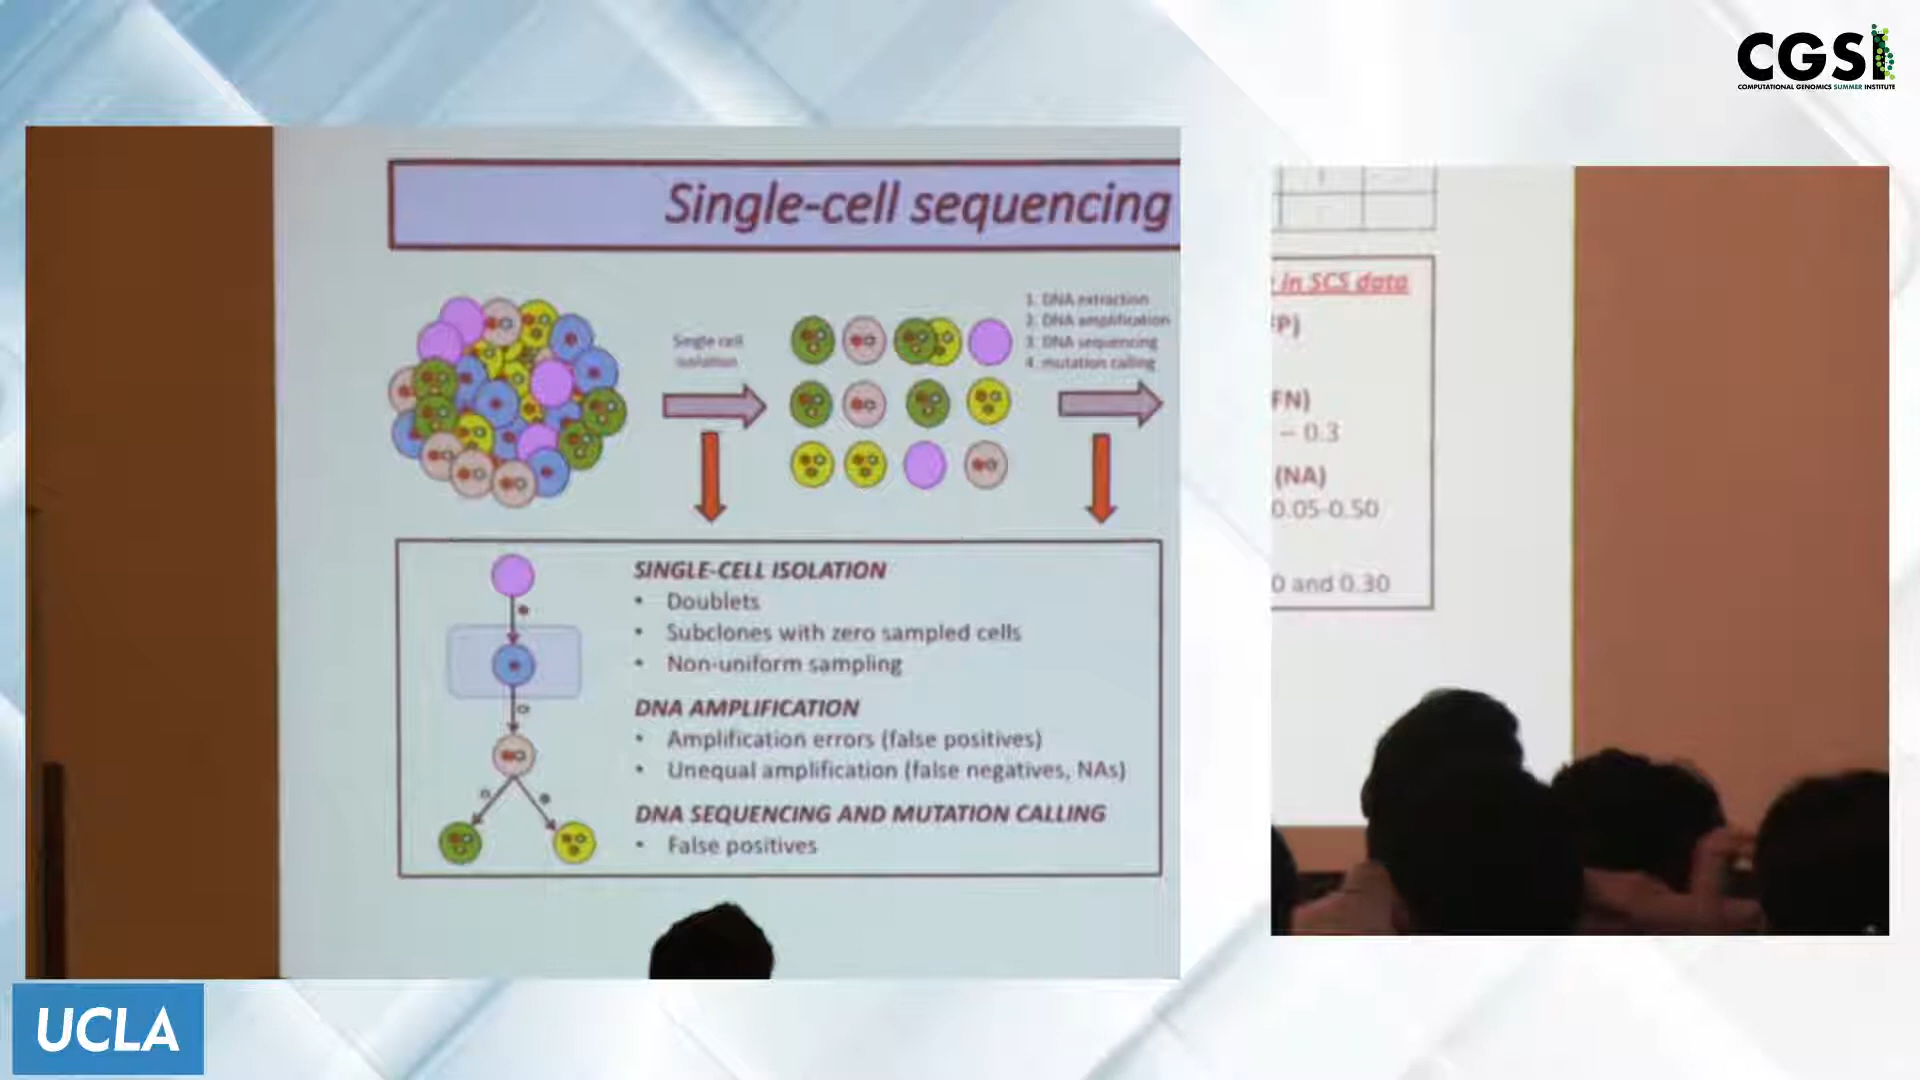 CGSI
COMPUTATIONAL GENOMICS SUMMER INSTITUTE
Single-cell sequencing
Single cell
isolation
1. DNA extraction
2. DNA amplification
3. DNA sequencing
4. mutation calling
SINGLE-CELL ISOLATION
• Doublets
• Subclones with zero sampled cells
• Non-uniform sampling
DNA AMPLIFICATION
• Amplification errors (false positives)
• Unequal amplification (false negatives, NAs)
DNA SEQUENCING AND MUTATION CALLING
• False positives
in SCS data
FP)
FN)
– 0.3
(NA)
0.05-0.50
0 and 0.30
UCLA